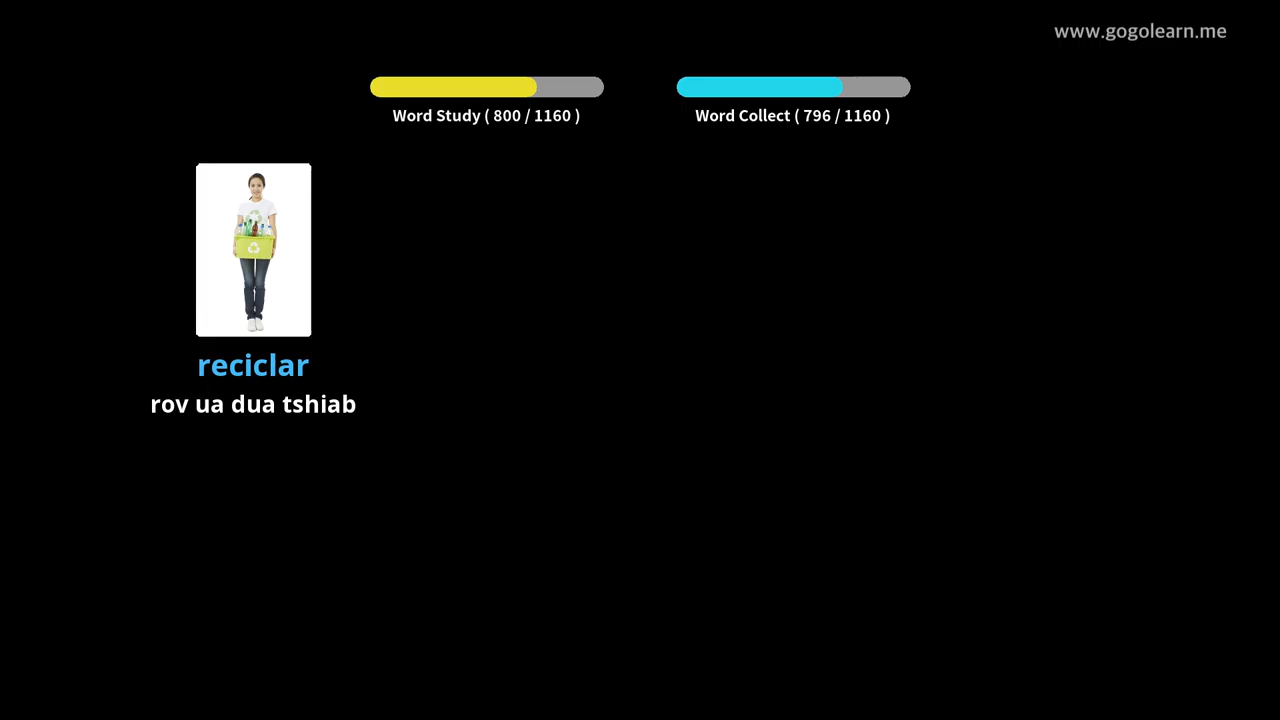 www.gogolearn.me
Word Study ( 800 / 1160 )
Word Collect ( 796 / 1160 )
reciclar
rov ua dua tshiab